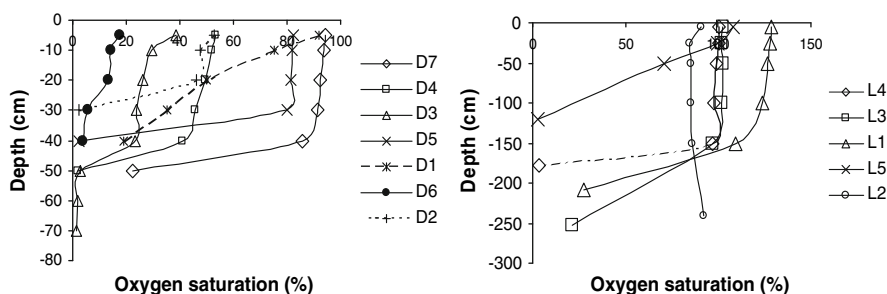 0 20 40 60 80 100
0
-10
-20
-30
-40
-50
-60
-70
-80
Depth (cm)
Oxygen saturation (%)
D7
D4
D3
D5
D1
D6
D2
0 50 100 150
0
-50
-100
-150
-200
-250
-300
Depth (cm)
Oxygen saturation (%)
L4
L3
L1
L5
L2